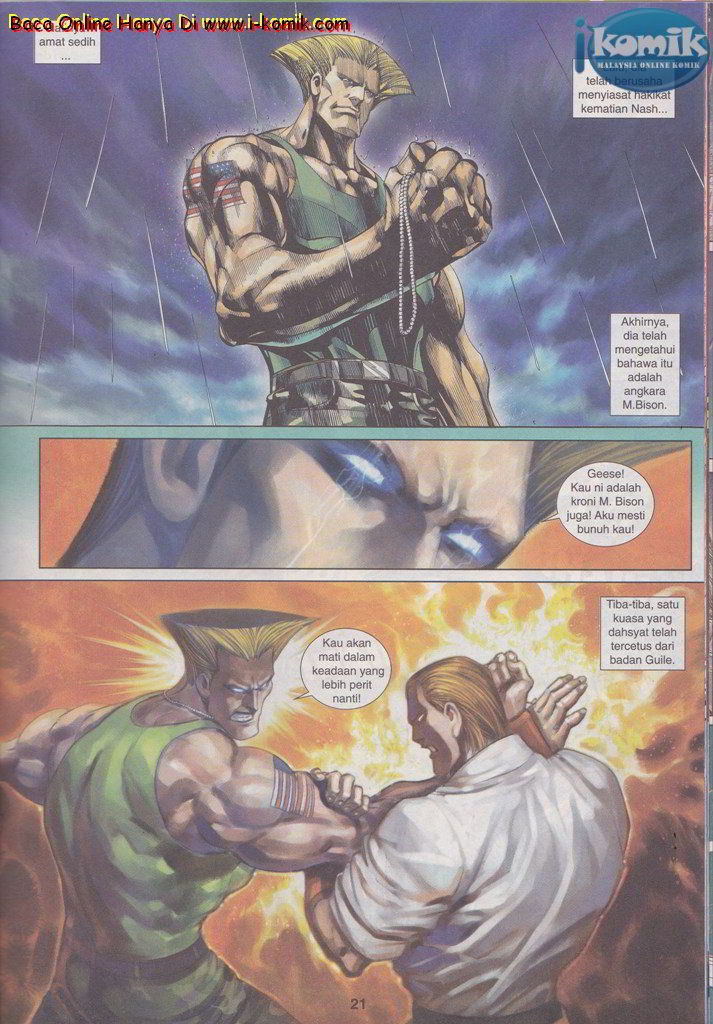 Baca Online Hanya Di www.i-komik.com
amat sedih
...
ikomik
MALAYSIA ONLINE KOMIK
telah berusaha
menyiasat hakikat
kematian Nash...
Akhirnya,
dia telah
mengetahui
bahawa itu
adalah
angkara
M.Bison.
Geese!
Kau ni adalah
kroni M. Bison
juga! Aku mesti
bunuh kau!
Tiba-tiba, satu
kuasa yang
dahsyat telah
tercetus dari
badan Guile.
Kau akan
mati dalam
keadaan yang
lebih perit
nanti!
21